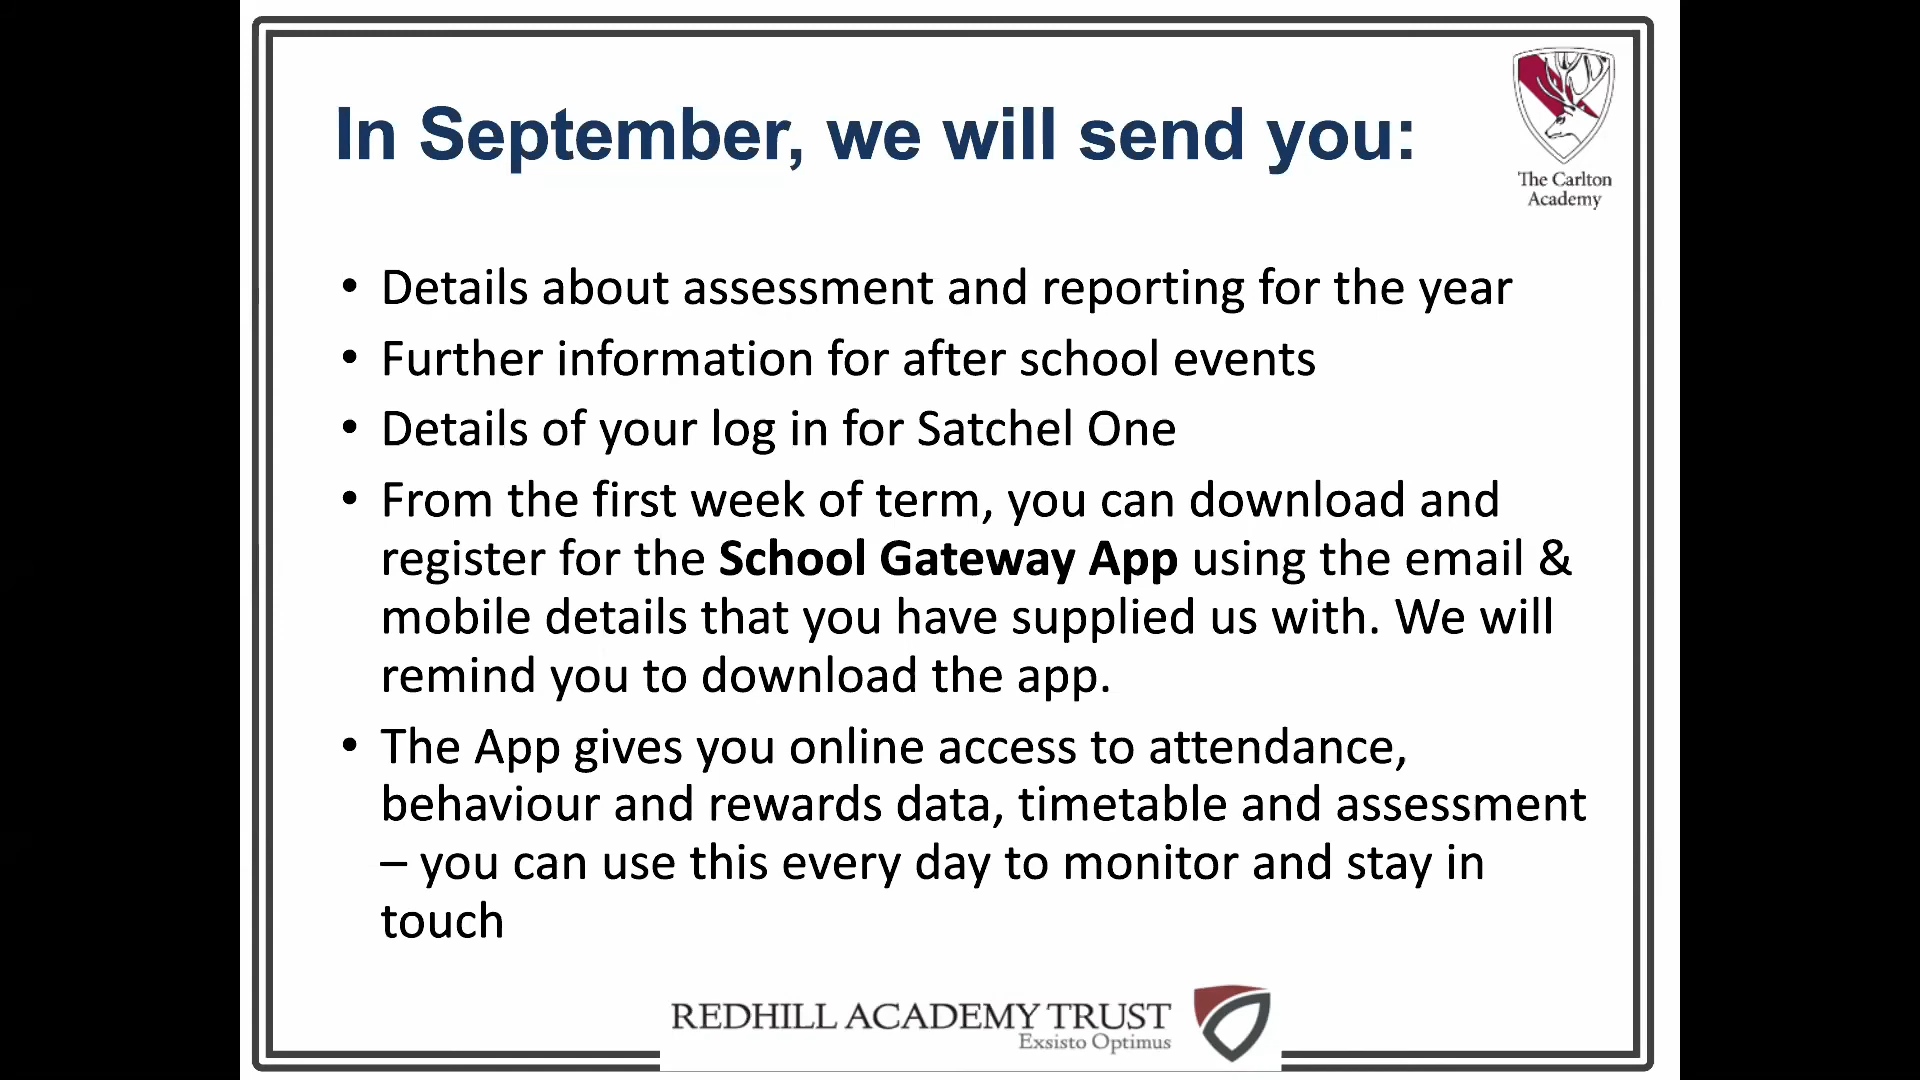 In September, we will send you:
The Carlton
Academy
• Details about assessment and reporting for the year
• Further information for after school events
• Details of your log in for Satchel One
• From the first week of term, you can download and
register for the School Gateway App using the email &
mobile details that you have supplied us with. We will
remind you to download the app.
• The App gives you online access to attendance,
behaviour and rewards data, timetable and assessment
– you can use this every day to monitor and stay in
touch
REDHILL ACADEMY TRUST
Exsisto Optimus